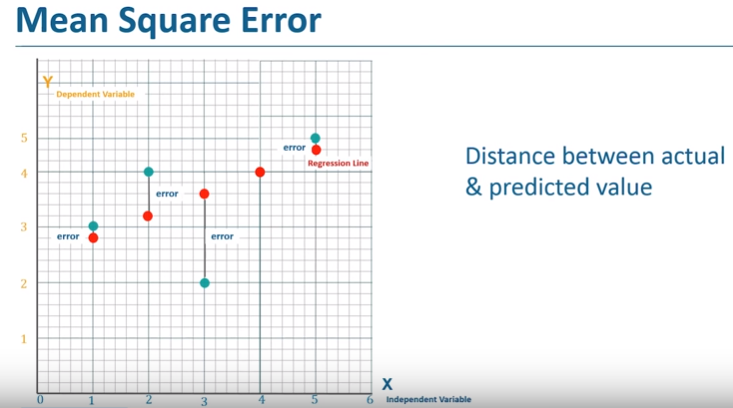 Mean Square Error
Y
Dependent Variable
5
4
3
2
1
error
error
error
error
Regression Line
Distance between actual
& predicted value
0 1 2 3 4 5 6
X
Independent Variable